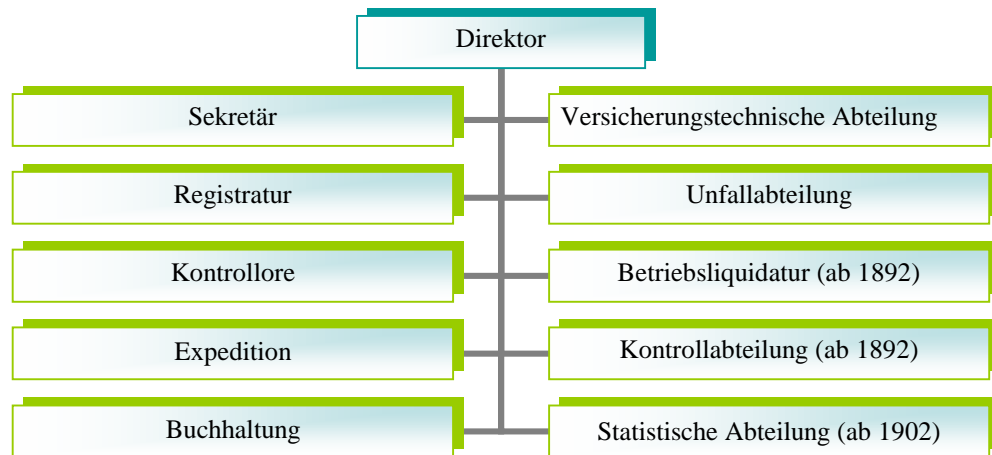 Direktor
Sekretär
Versicherungstechnische Abteilung
Registratur
Unfallabteilung
Kontrollore
Betriebsliquidatur (ab 1892)
Expedition
Kontrollabteilung (ab 1892)
Buchhaltung
Statistische Abteilung (ab 1902)